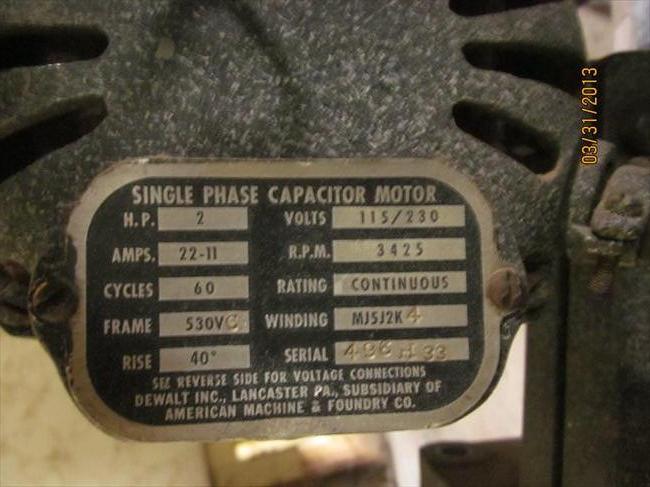 SINGLE PHASE CAPACITOR MOTOR
H.P. 2 VOLTS 115/230
AMPS. 22-11 R.P.M. 3425
CYCLES 60 RATING CONTINUOUS
FRAME 530VC WINDING MJ5J2K4
RISE 40° SERIAL 496H33
SEE REVERSE SIDE FOR VOLTAGE CONNECTIONS
DEWALT INC., LANCASTER PA., SUBSIDIARY OF
AMERICAN MACHINE & FOUNDRY CO.
03/31/2013